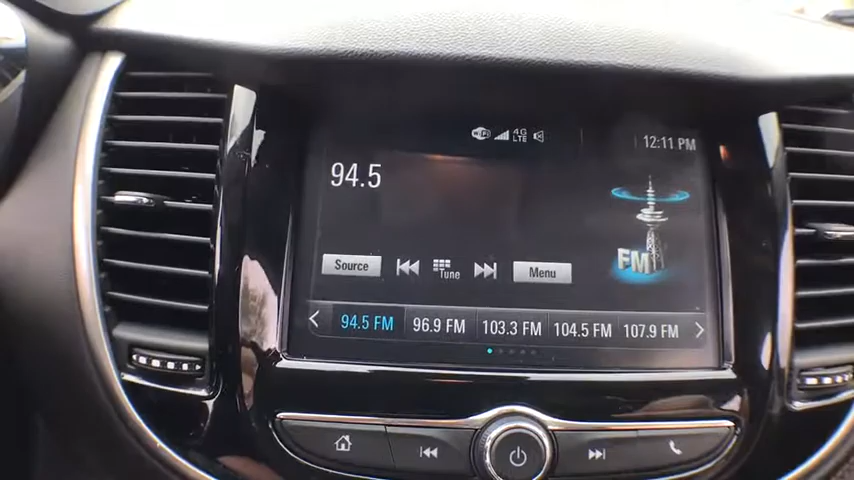 WiFi 4G LTE 12:11 PM
94.5
FM
Source Tune Menu
94.5 FM 96.9 FM 103.3 FM 104.5 FM 107.9 FM